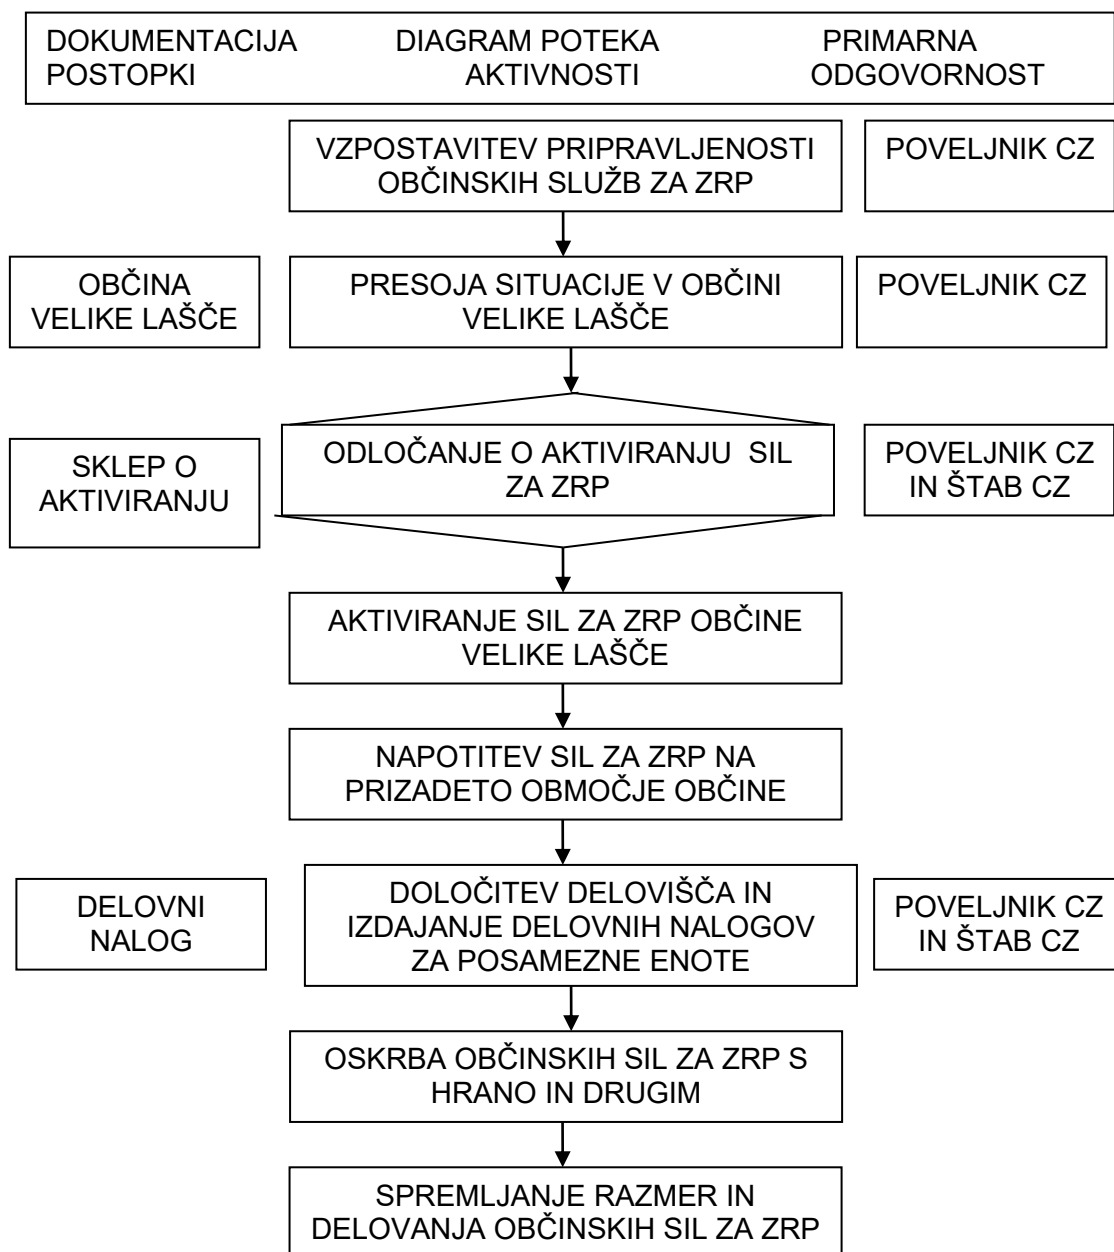 DOKUMENTACIJA DIAGRAM POTEKA PRIMARNA
POSTOPKI AKTIVNOSTI ODGOVORNOST
VZPOSTAVITEV PRIPRAVLJENOSTI
OBČINSKIH SLUŽB ZA ZRP
POVELJNIK CZ
OBČINA
VELIKE LAŠČE
PRESOJA SITUACIJE V OBČINI
VELIKE LAŠČE
POVELJNIK CZ
SKLEP O
AKTIVIRANJU
ODLOČANJE O AKTIVIRANJU SIL
ZA ZRP
POVELJNIK CZ
IN ŠTAB CZ
AKTIVIRANJE SIL ZA ZRP OBČINE
VELIKE LAŠČE
NAPOTITEV SIL ZA ZRP NA
PRIZADETO OBMOČJE OBČINE
DELOVNI
NALOG
DOLOČITEV DELOVIŠČA IN
IZDAJANJE DELOVNIH NALOGOV
ZA POSAMEZNE ENOTE
POVELJNIK CZ
IN ŠTAB CZ
OSKRBA OBČINSKIH SIL ZA ZRP S
HRANO IN DRUGIM
SPREMLJANJE RAZMER IN
DELOVANJA OBČINSKIH SIL ZA ZRP